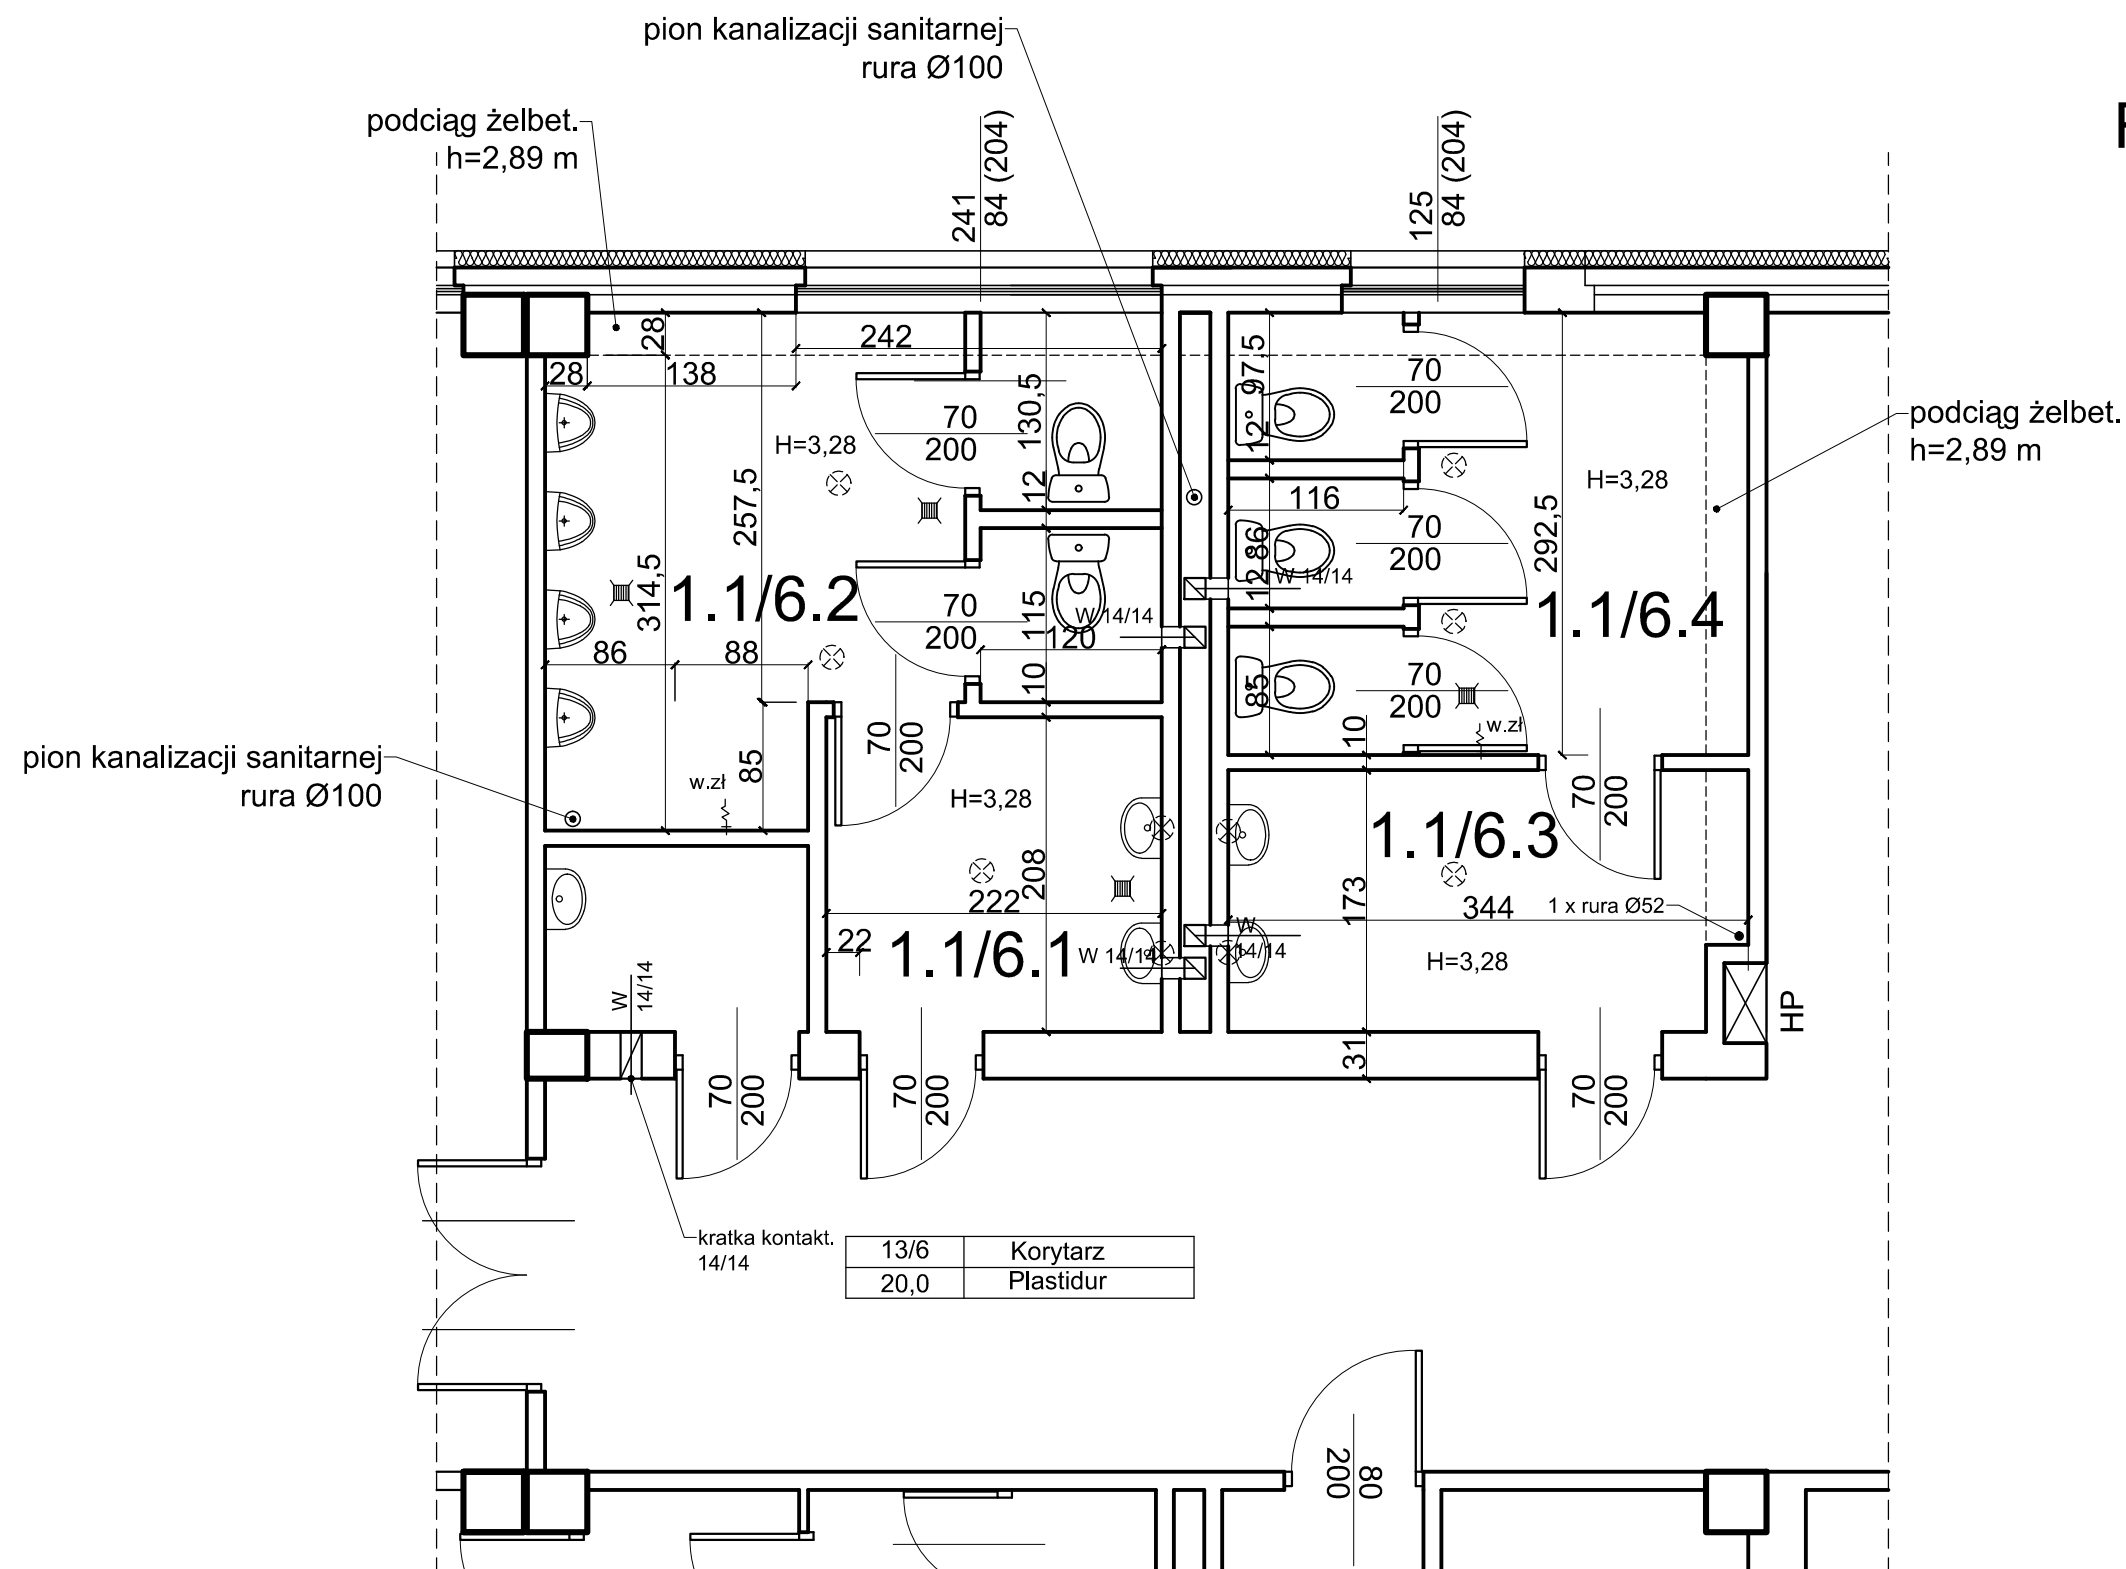 pion kanalizacji sanitarnej
rura Ø100
podciąg żelbet.
h=2,89 m
241
84 (204)
125
84 (204)
28
242
28
138
130,5
97,5
12
70
200
70
200
H=3,28
257,5
12
116
86
12
70
200
292,5
H=3,28
podciąg żelbet.
h=2,89 m
314,5
1.1/6.2
70
200
115
W 14/14
120
W 14/14
1.1/6.4
86
88
10
85
70
200
w.zł
10
pion kanalizacji sanitarnej
rura Ø100
w.zł
85
70
200
H=3,28
70
200
1.1/6.3
208
222
173
344
1 x rura Ø52
22
1.1/6.1
W 14/14
W
14/14
H=3,28
W
14/14
HP
31
70
200
70
200
70
200
kratka kontakt.
14/14
13/6 Korytarz
20,0 Plastidur
80
200